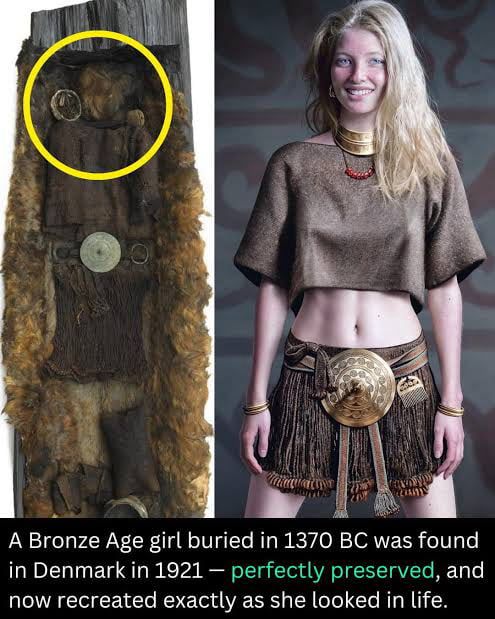 A Bronze Age girl buried in 1370 BC was found
in Denmark in 1921 — perfectly preserved, and
now recreated exactly as she looked in life.